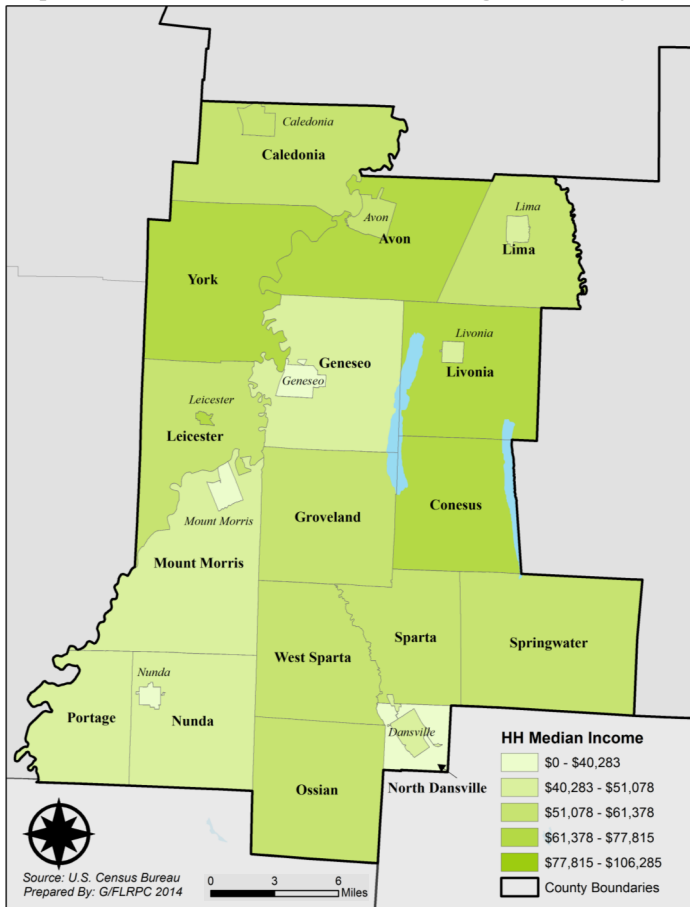 Caledonia
Caledonia
Lima
Avon
Avon
Lima
York
Livonia
Geneseo
Geneseo
Livonia
Leicester
Leicester
Conesus
Groveland
Mount Morris
Mount Morris
Sparta
Springwater
West Sparta
Nunda
Portage
Nunda
Dansville
HH Median Income
$0 - $40,283
$40,283 - $51,078
North Dansville
Ossian
$51,078 - $61,378
$61,378 - $77,815
$77,815 - $106,285
County Boundaries
Source: U.S. Census Bureau
Prepared By: G/FLRPC 2014
0 3 6
Miles